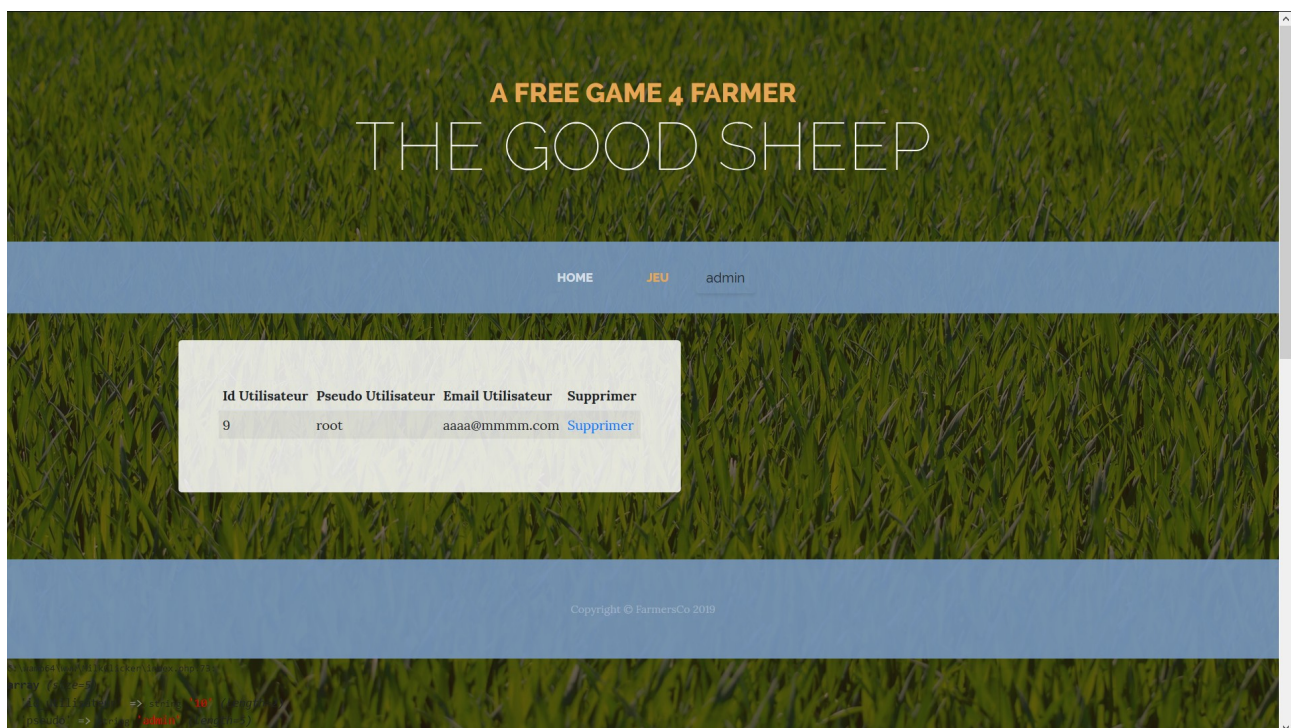 A FREE GAME 4 FARMER
THE GOOD SHEEP
HOME JEU admin
Id Utilisateur Pseudo Utilisateur Email Utilisateur Supprimer
9 root aaaa@mmmm.com Supprimer
Copyright © FarmersCo 2019
=>
=> "admin"